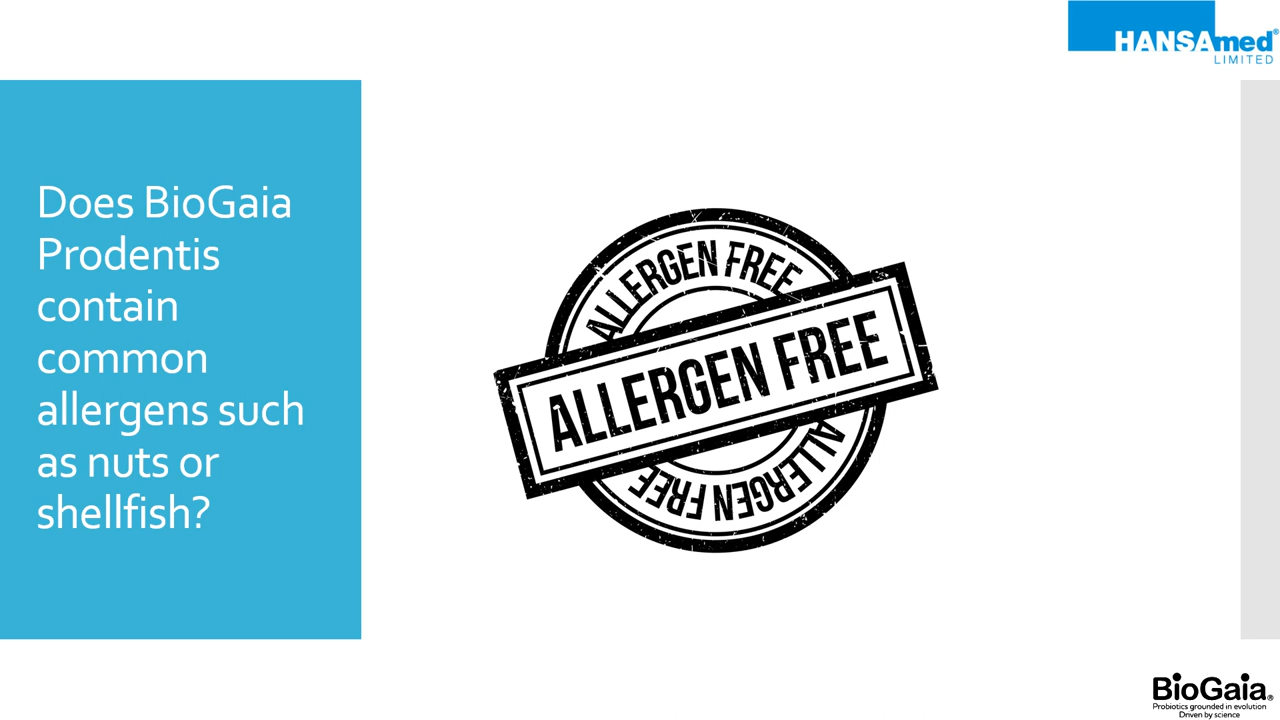 HANSAmed®
LIMITED
Does BioGaia
Prodentis
contain
common
allergens such
as nuts or
shellfish?
ALLERGEN FREE
ALLERGEN FREE
ALLERGEN FREE
BioGaia®
Probiotics grounded in evolution
Driven by science